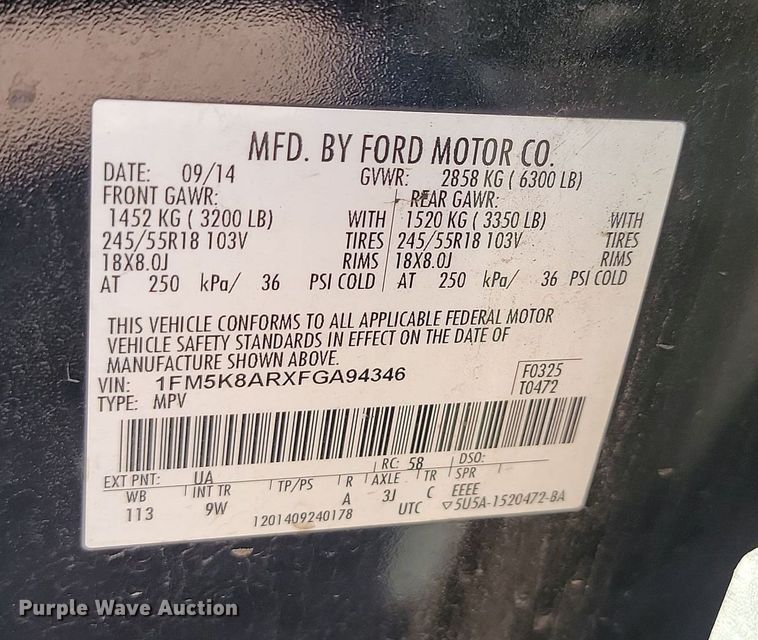 MFD. BY FORD MOTOR CO.
DATE: 09/14 GVWR: 2858 KG ( 6300 LB)
FRONT GAWR: REAR GAWR:
1452 KG ( 3200 LB) WITH 1520 KG ( 3350 LB) WITH
245/55R18 103V TIRES 245/55R18 103V TIRES
18X8.0J RIMS 18X8.0J RIMS
AT 250 kPa/ 36 PSI COLD AT 250 kPa/ 36 PSI COLD
THIS VEHICLE CONFORMS TO ALL APPLICABLE FEDERAL MOTOR
VEHICLE SAFETY STANDARDS IN EFFECT ON THE DATE OF
MANUFACTURE SHOWN ABOVE.
VIN: 1FM5K8ARXFGA94346 F0325
TYPE: MPV T0472
EXT PNT: UA RC: 58 DSO:
WB INT TR TP/PS R AXLE TR SPR
113 9W A 3J C EEEE
1201409240178 UTC ▽5U5A-1520472-BA
Purple Wave Auction